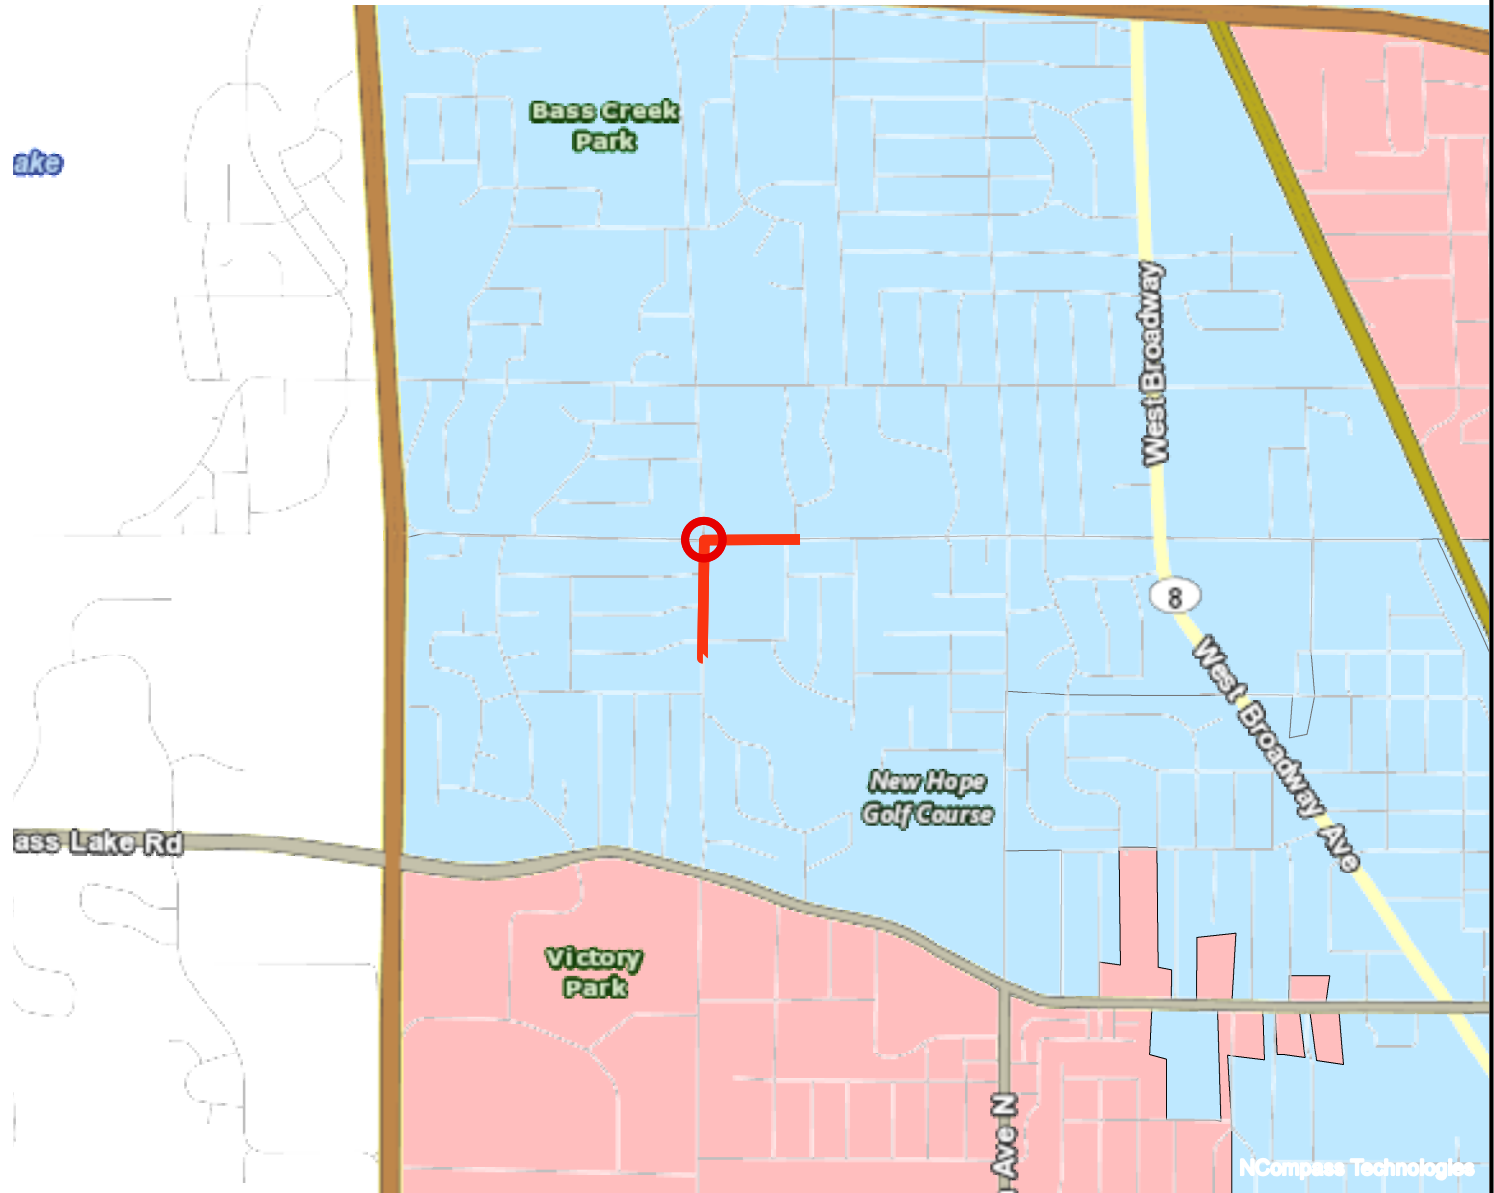 Bass Creek
Park
ake
West Broadway
8
West Broadway Ave
New Hope
Golf Course
ass Lake Rd
Victory
Park
Ave N
NCompass Technologies